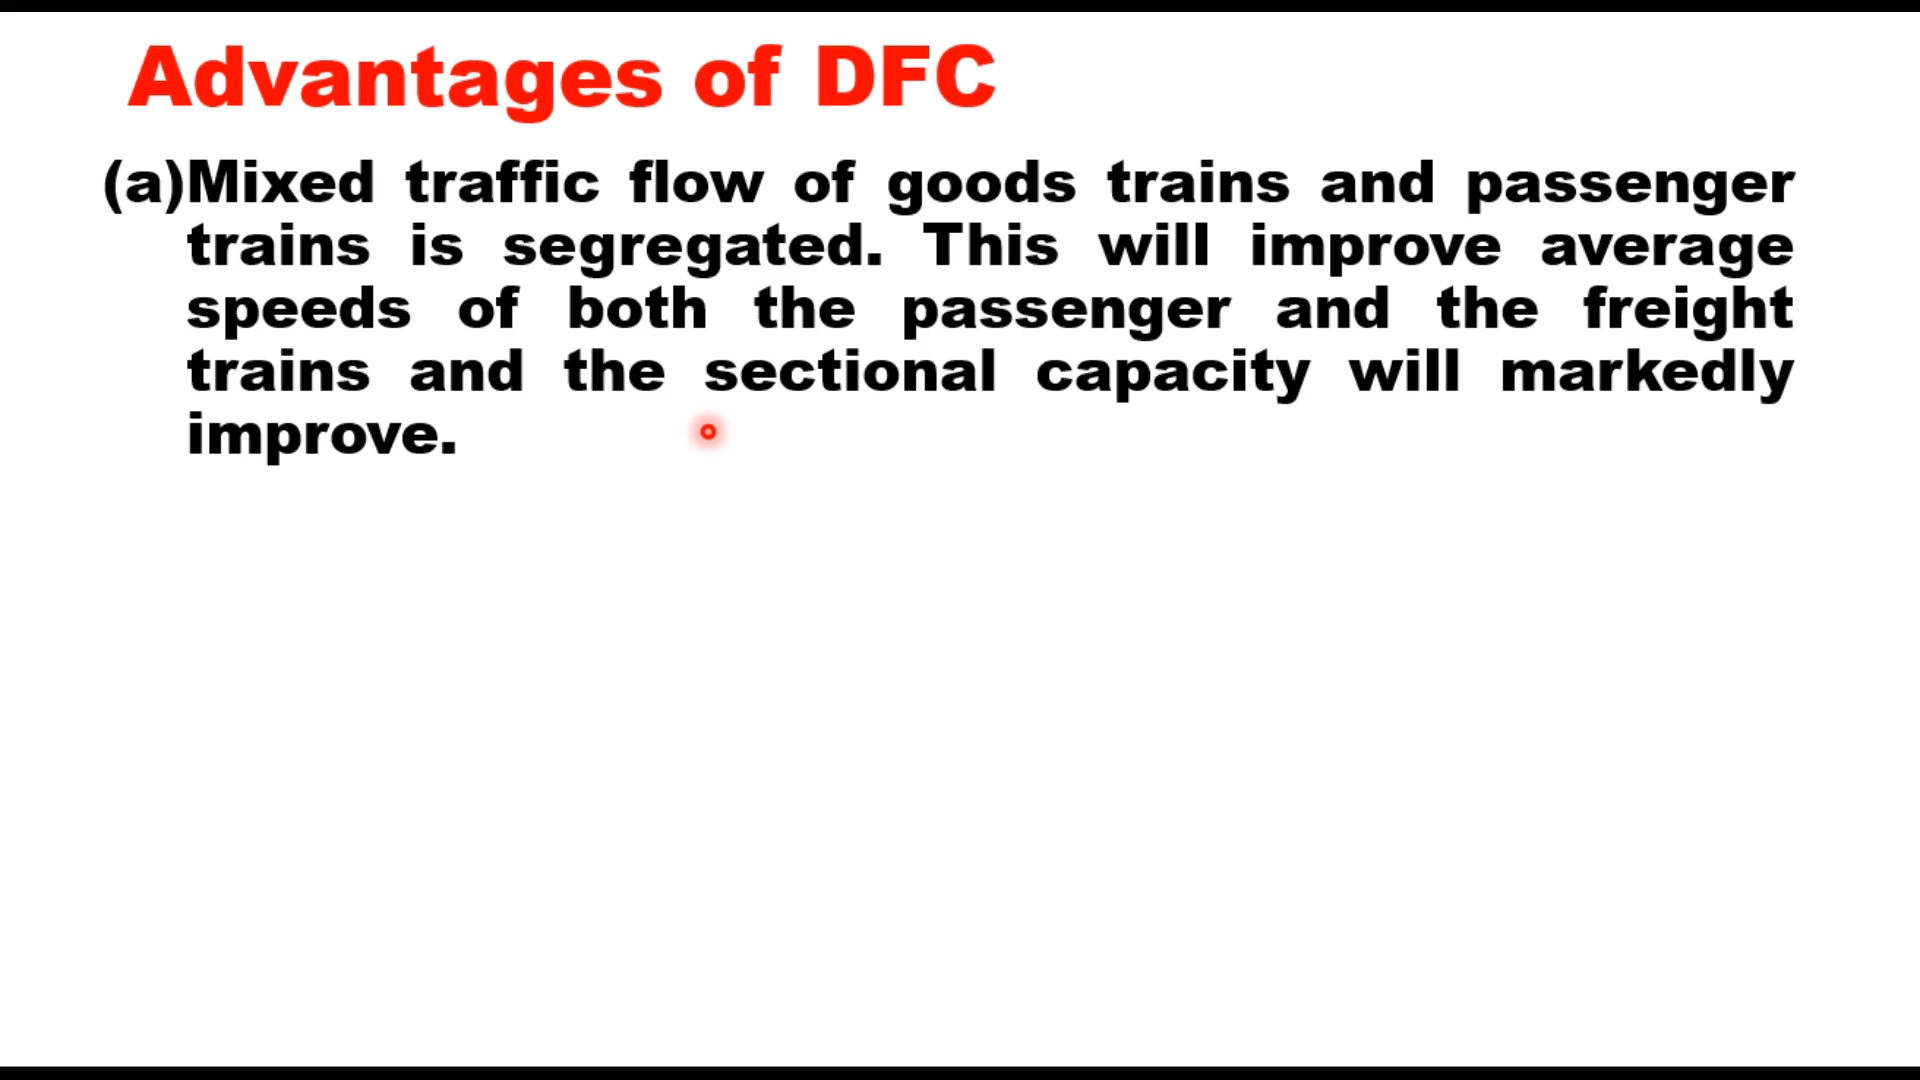 Advantages of DFC
(a)Mixed traffic flow of goods trains and passenger
trains is segregated. This will improve average
speeds of both the passenger and the freight
trains and the sectional capacity will markedly
improve.